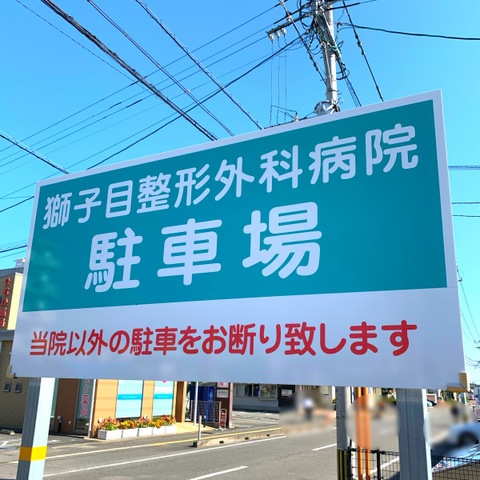 獅子目整形外科病院
駐車場
当院以外の駐車をお断り致します